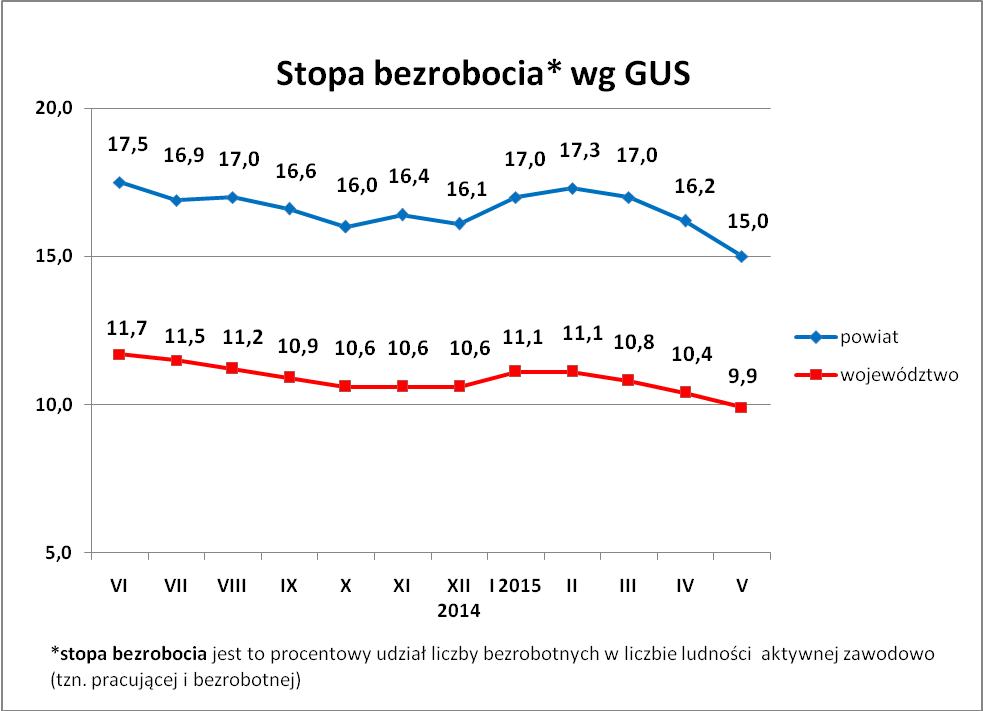 Stopa bezrobocia* wg GUS
20,0
17,5 16,9 17,0 16,6 16,0 16,4 16,1 17,0 17,3 17,0 16,2 15,0
15,0
11,7 11,5 11,2 10,9 10,6 10,6 10,6 11,1 11,1 10,8 10,4 9,9
powiat
województwo
10,0
5,0
VI VII VIII IX X XI XII I 2015 II III IV V
2014
*stopa bezrobocia jest to procentowy udział liczby bezrobotnych w liczbie ludności aktywnej zawodowo
(tzn. pracującej i bezrobotnej)